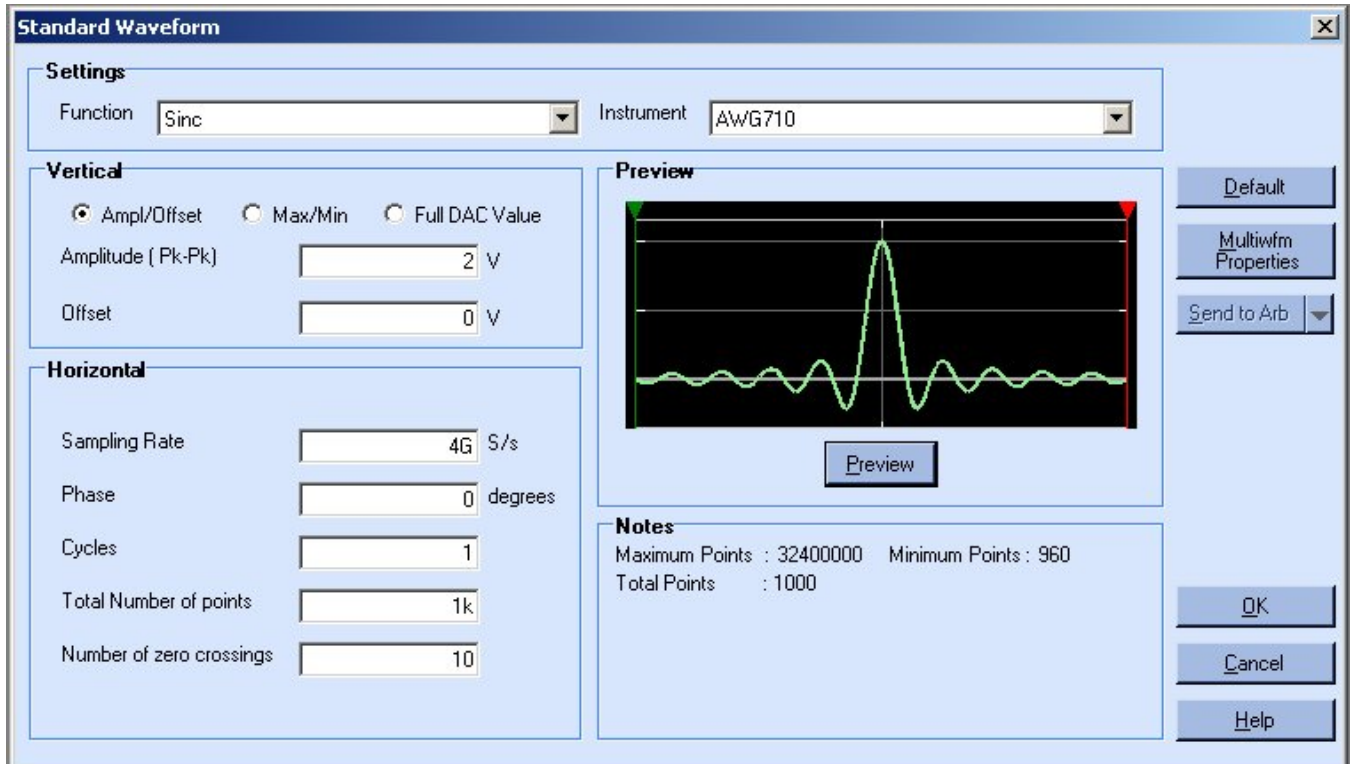 Standard Waveform
Settings
Function Sinc Instrument AWG710
Vertical
Ampl/Offset Max/Min Full DAC Value
Amplitude ( Pk-Pk) 2 V
Offset 0 V
Horizontal
Sampling Rate 4G S/s
Phase 0 degrees
Cycles 1
Total Number of points 1k
Number of zero crossings 10
Preview
Preview
Notes
Maximum Points : 32400000 Minimum Points : 960
Total Points : 1000
Default
Multiwfm
Properties
Send to Arb
OK
Cancel
Help